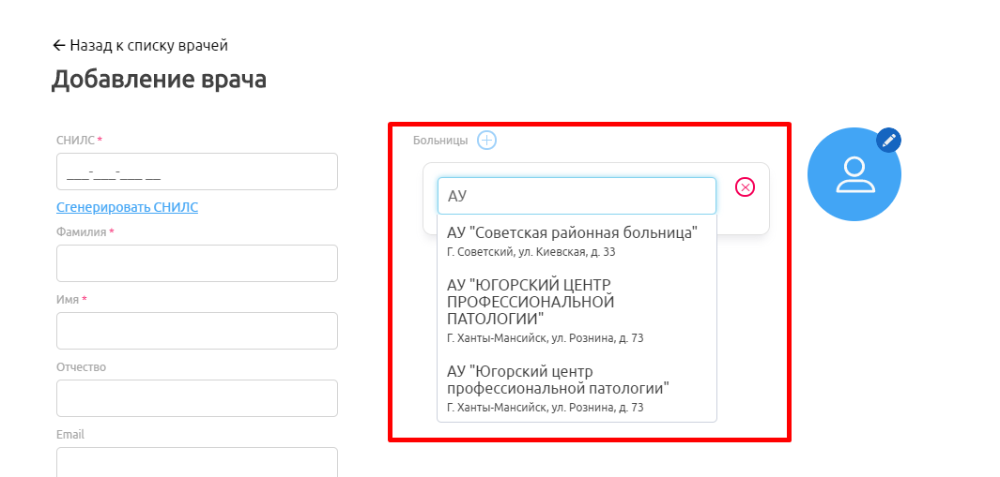 ← Назад к списку врачей
Добавление врача
СНИЛС *
___-___-___ __
Сгенерировать СНИЛС
Фамилия *
Имя *
Отчество
Email
Больницы
АУ
АУ "Советская районная больница"
Г. Советский, ул. Киевская, д. 33
АУ "ЮГОРСКИЙ ЦЕНТР
ПРОФЕССИОНАЛЬНОЙ
ПАТОЛОГИИ"
Г. Ханты-Мансийск, ул. Рознина, д. 73
АУ "Югорский центр
профессиональной патологии"
Г. Ханты-Мансийск, ул. Рознина, д. 73